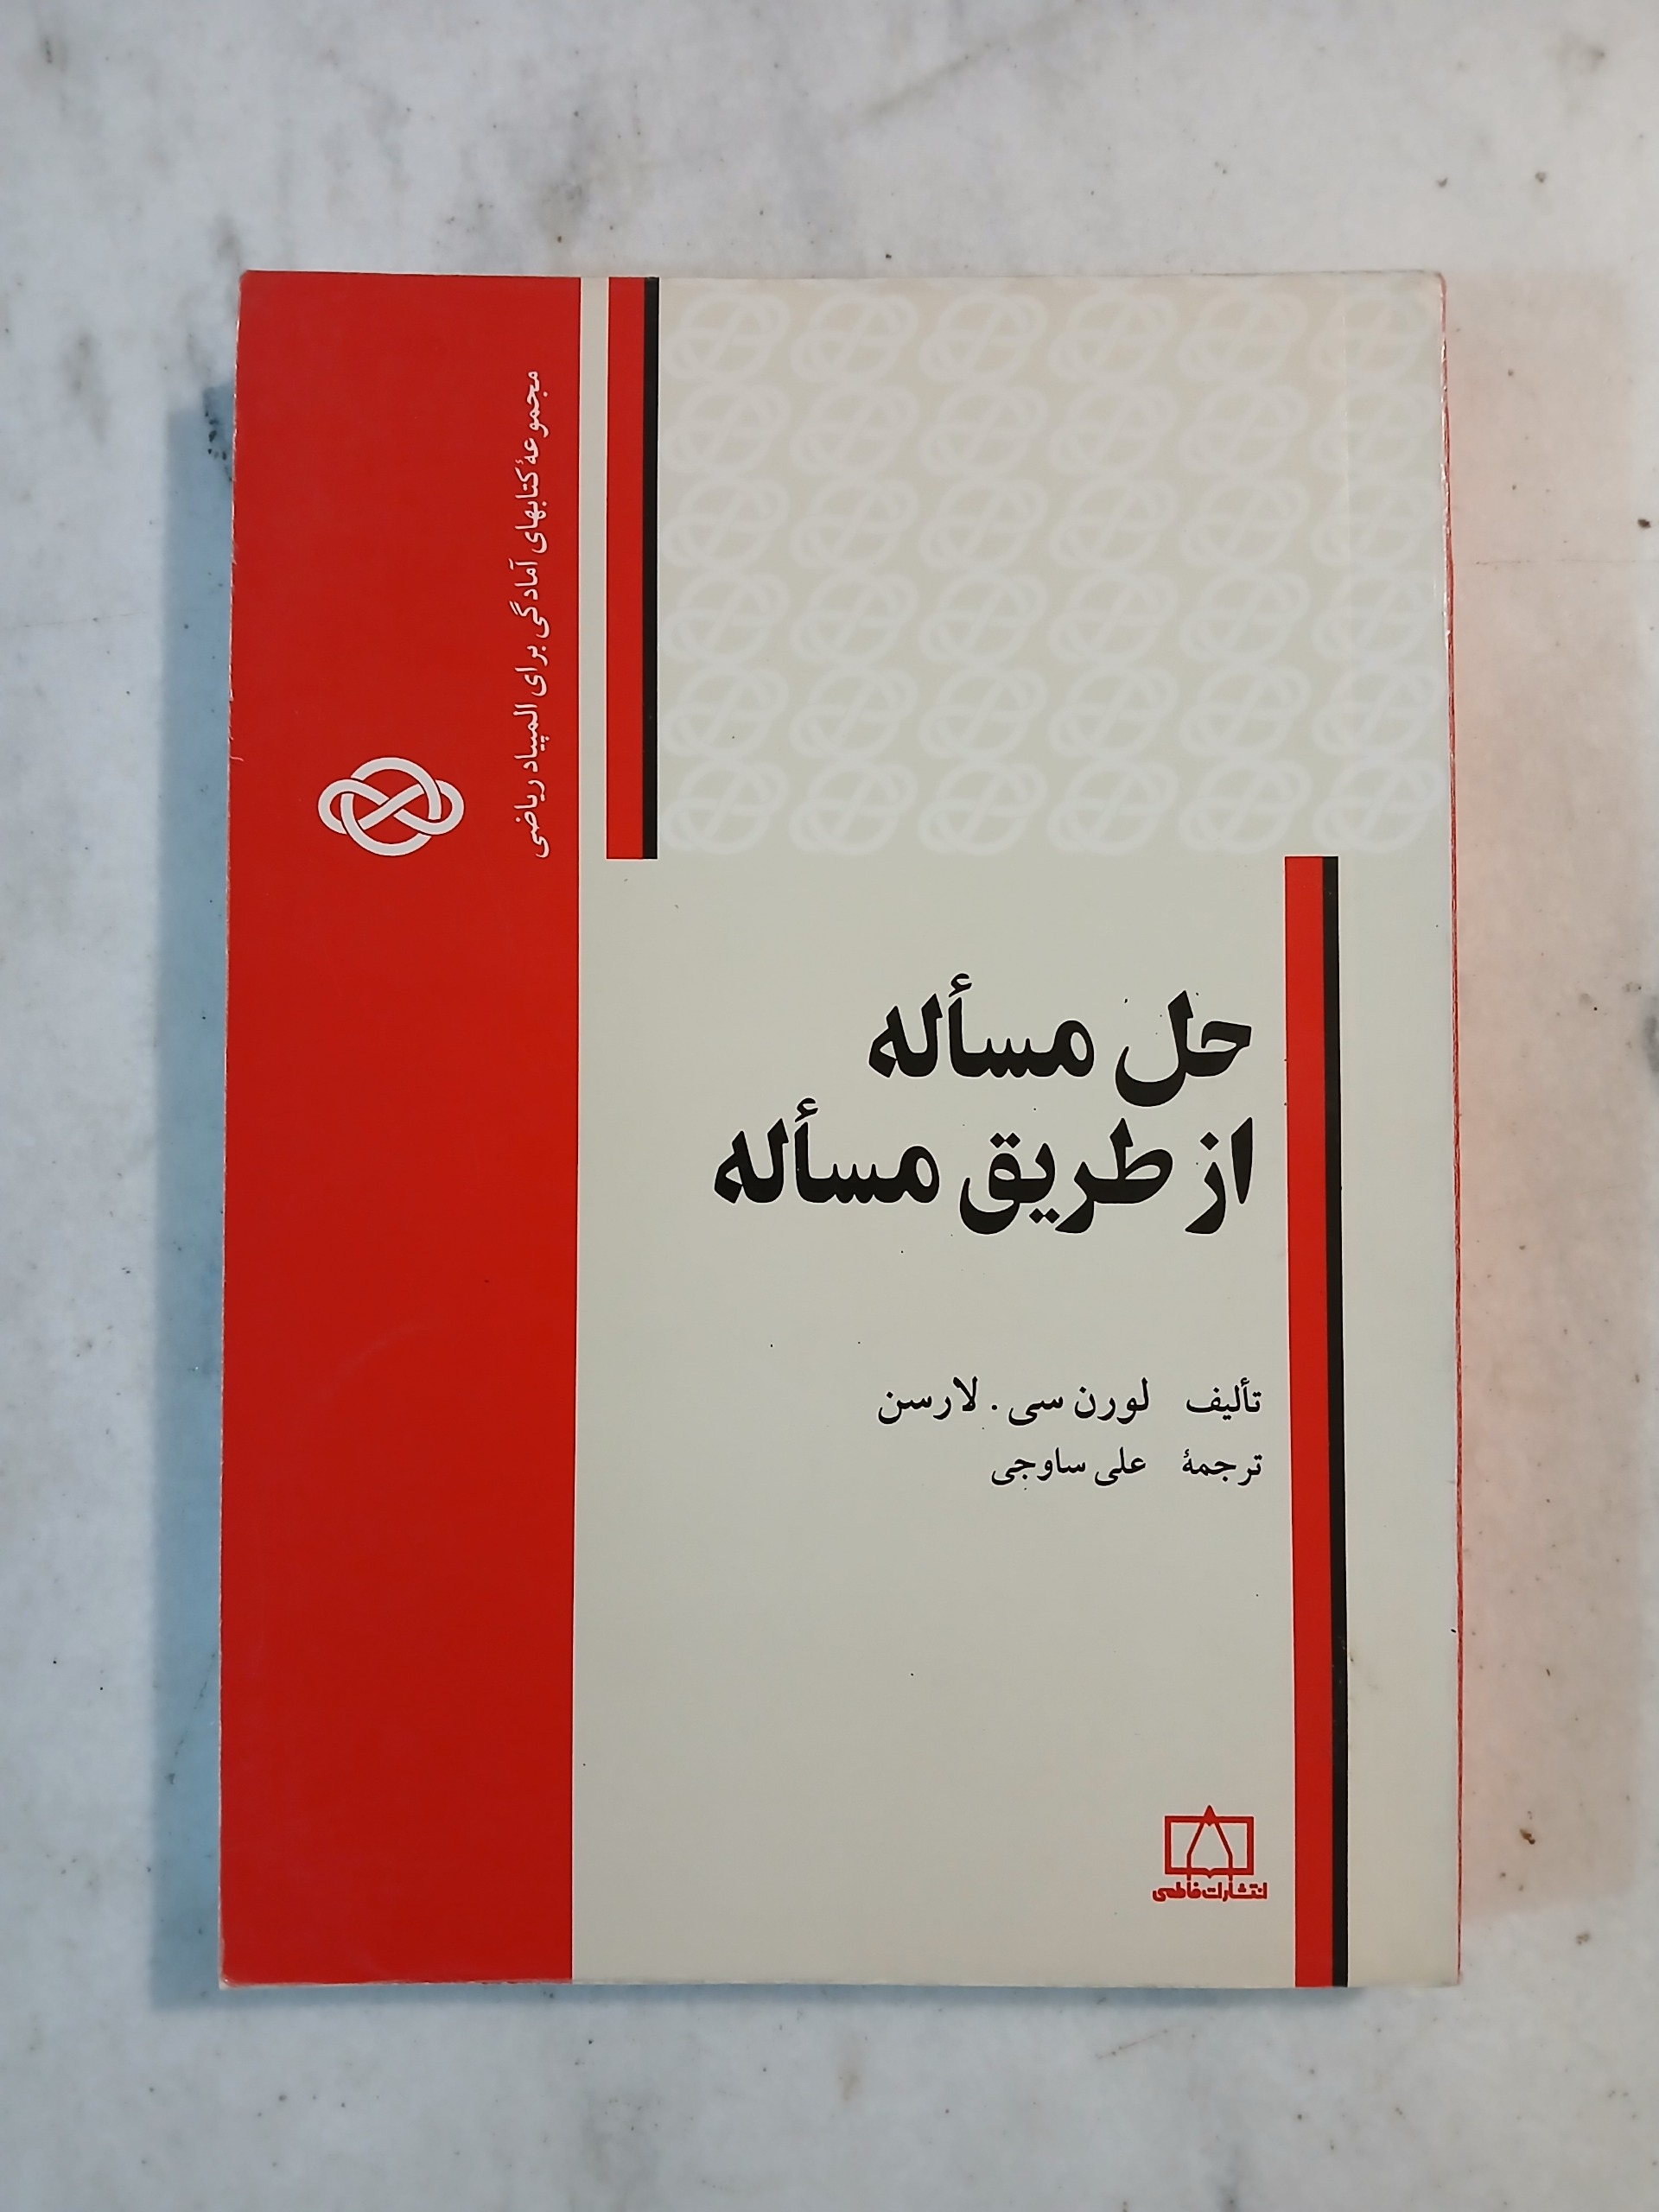 مجموعهٔ کتابهای آمادگی برای المپیاد ریاضی
حل مسأله
از طریق مسأله
تألیف لورن سی. لارسن
ترجمهٔ علی ساوجی
انتشارات فاطمی